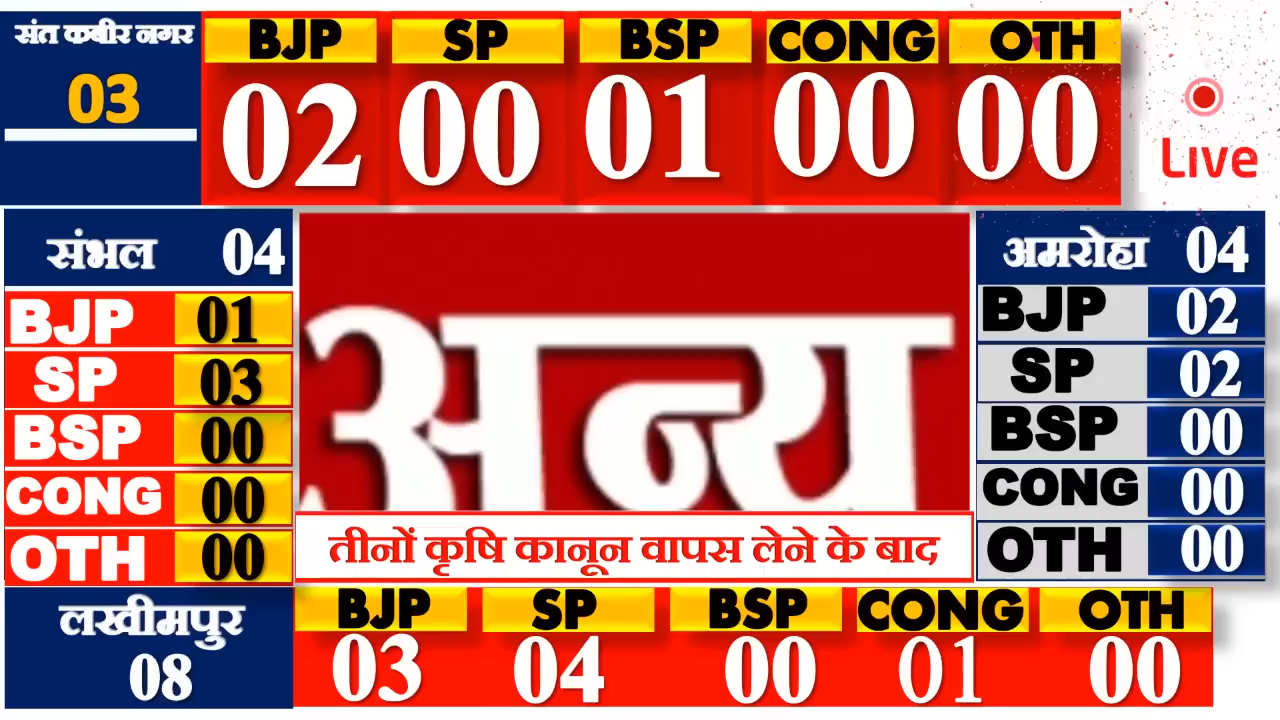 संत कबीर नगर
03
BJP SP BSP CONG OTH
02 00 01 00 00
Live
संभल 04
BJP 01
SP 03
BSP 00
CONG 00
OTH 00
अन्य
तीनों कृषि कानून वापस लेने के बाद
अमरोहा 04
BJP 02
SP 02
BSP 00
CONG 00
OTH 00
लखीमपुर
08
BJP SP BSP CONG OTH
03 04 00 01 00